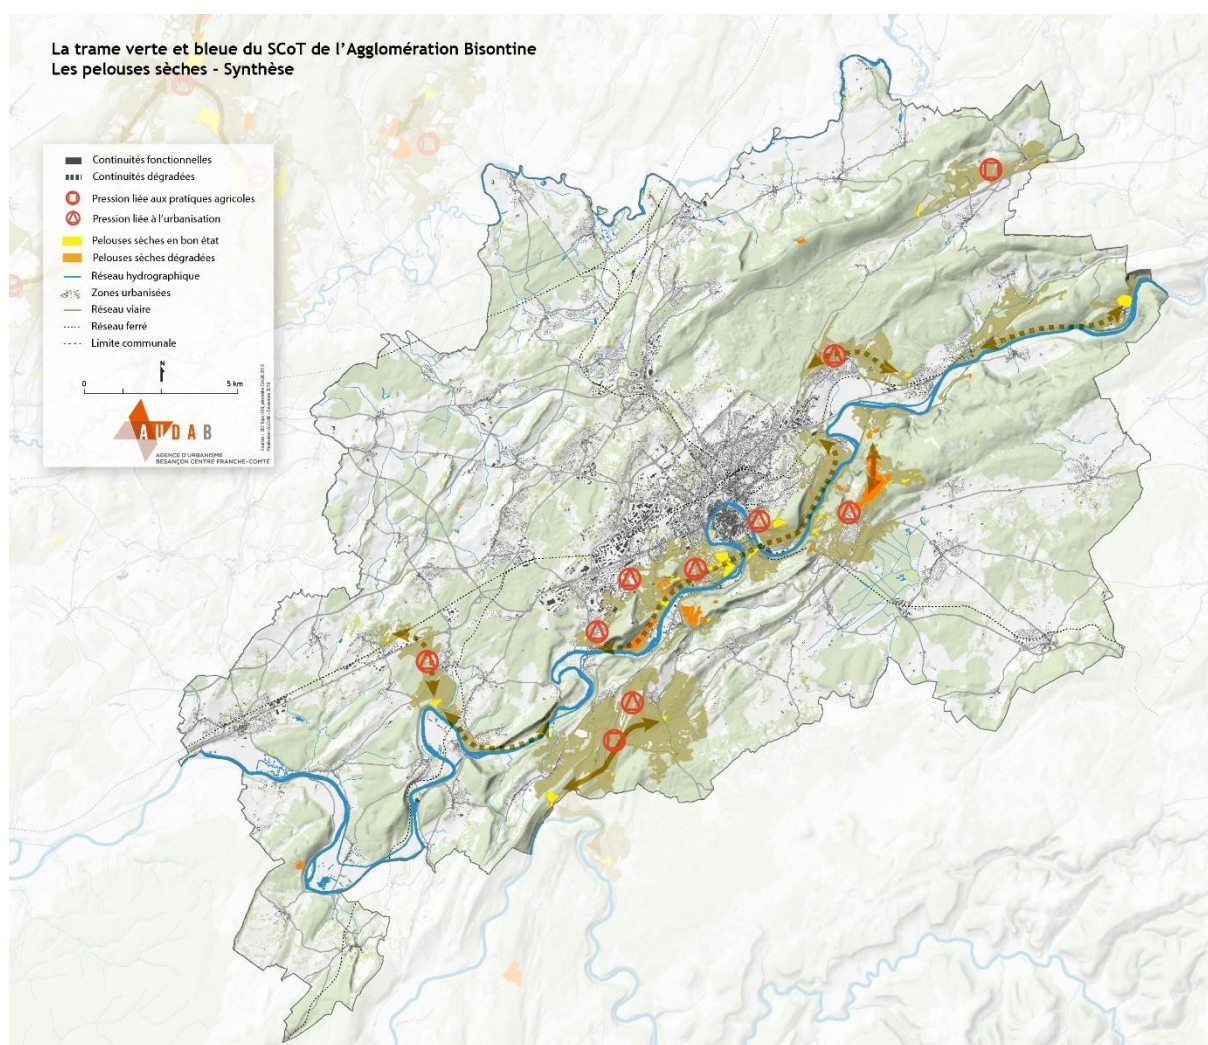 La trame verte et bleue du SCoT de l'Agglomération Bisontine
Les pelouses sèches - Synthèse
Continuités fonctionnelles
Continuités dégradées
Pression liée aux pratiques agricoles
Pression liée à l'urbanisation
Pelouses sèches en bon état
Pelouses sèches dégradées
Réseau hydrographique
Zones urbanisées
Réseau viaire
Réseau ferré
Limite communale
N
0 5 km
AUDAB
AGENCE D'URBANISME
BESANÇON CENTRE FRANCHE-COMTÉ